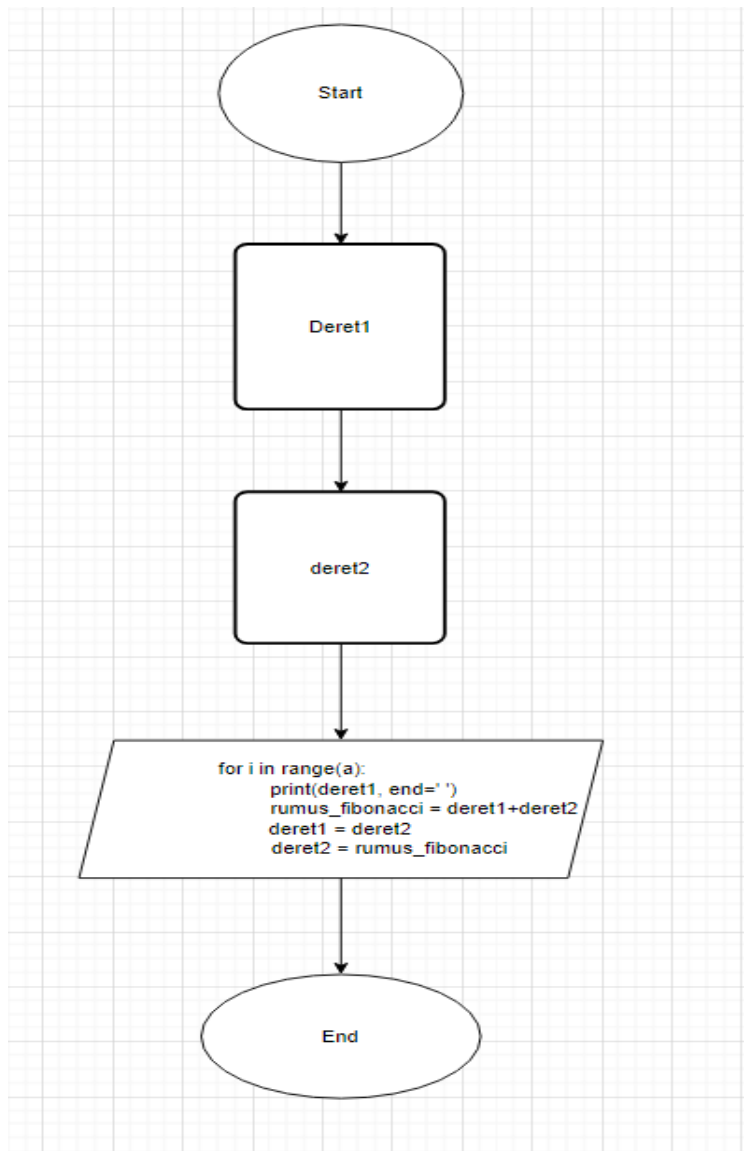 Start
Deret1
deret2
for i in range(a):
print(deret1, end=' ')
rumus_fibonacci = deret1+deret2
deret1 = deret2
deret2 = rumus_fibonacci
End